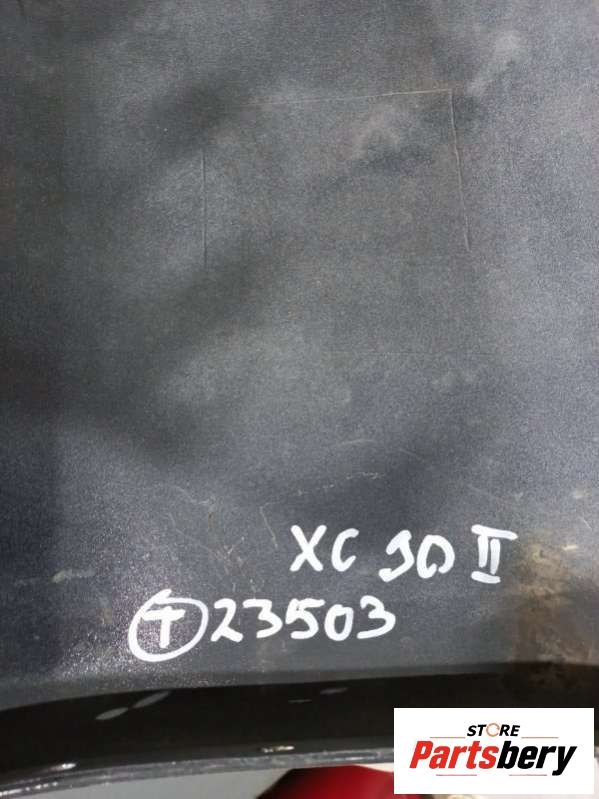 XC 90 II
T 23503
STORE
Partsbery